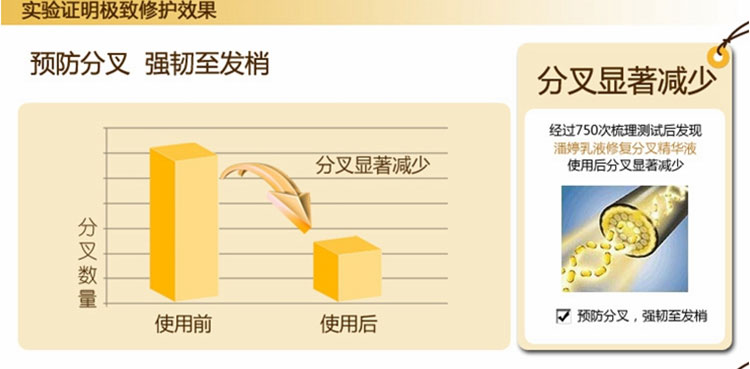 实验证明极致修护效果
预防分叉 强韧至发梢
分叉显著减少
分叉数量
使用前
使用后
分叉显著减少
经过750次梳理测试后发现
潘婷乳液修复分叉精华液
使用后分叉显著减少
预防分叉，强韧至发梢